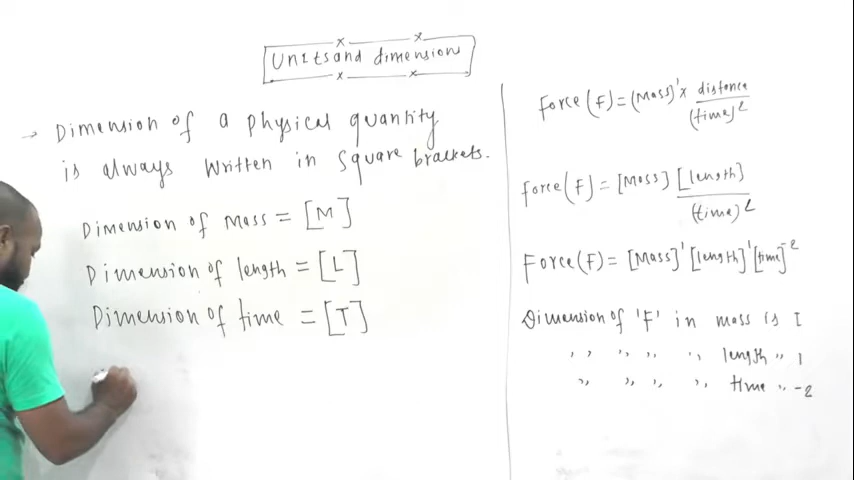 Units and dimension
→ Dimension of a physical quantity
is always written in square brackets.
Dimension of mass = [M]
Dimension of length = [L]
Dimension of time = [T]
Force (F) = (Mass)¹ x distance / (time)²
Force (F) = [Mass] [length] / (time)²
Force (F) = [Mass]¹ [length]¹ [time]⁻²
Dimension of 'F' in mass is 1
,, ,, ,, ,, length ,, 1
,, ,, ,, ,, time ,, -2